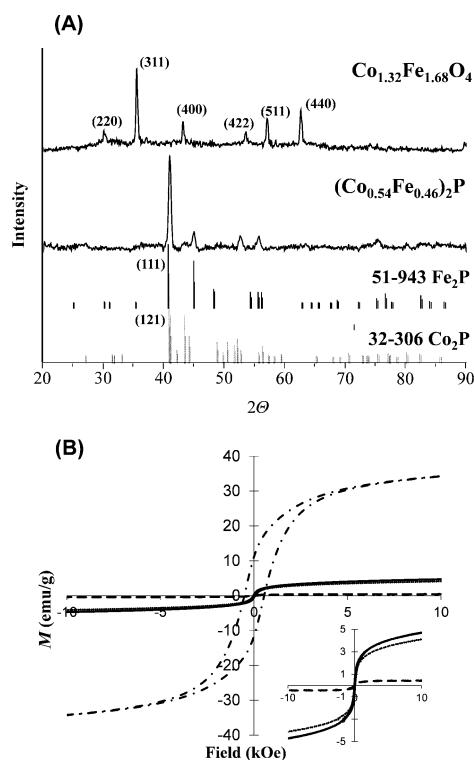 (A)
(311)
Co1.32Fe1.68O4
(220)
(400)
(422)
(511)
(440)
(Co0.54Fe0.46)2P
Intensity
(111)
51-943 Fe2P
(121)
32-306 Co2P
20 30 40 50 60 70 80 90
2Θ
(B)
40
30
20
10
0
-10 -5 0 5 10
-10
-20
-30
-40
M (emu/g)
5
3
1
-10 -1 0 10
-3
-5
Field (kOe)